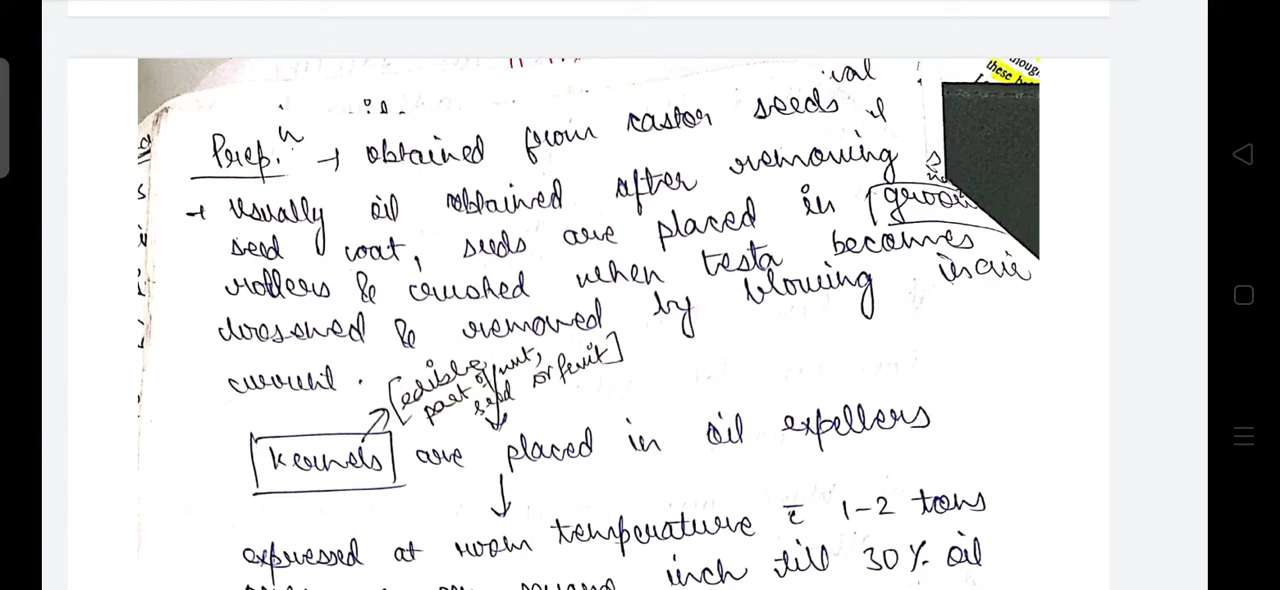 these
Prep.n → obtained from castor seeds &
→ Usually oil obtained after removing
seed coat, seeds are placed in
rollers & crushed when testa becomes
loosened & removed by blowing in air
current.
[edible
part of nut,
seed or fruit]
Kernels are placed in oil expellers
↓
expressed at room temperature c̄ 1-2 tons
inch till 30% oil